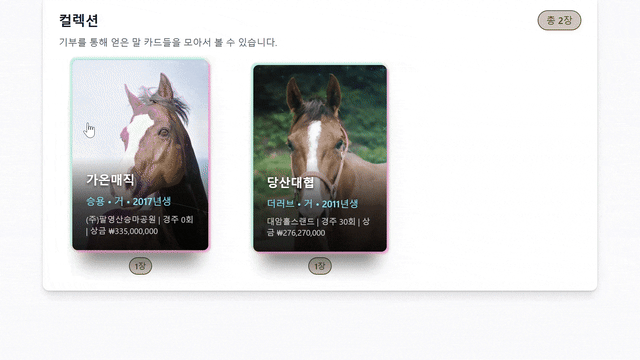 컬렉션
총 2장
기부를 통해 얻은 말 카드들을 모아서 볼 수 있습니다.
가온매직
승용 • 거 • 2017년생
(주)팔영산승마공원 | 경주 0회
| 상금 ₩335,000,000
1장
당산대협
더러브 • 거 • 2011년생
대암홀스랜드 | 경주 30회 | 상
금 ₩276,270,000
1장